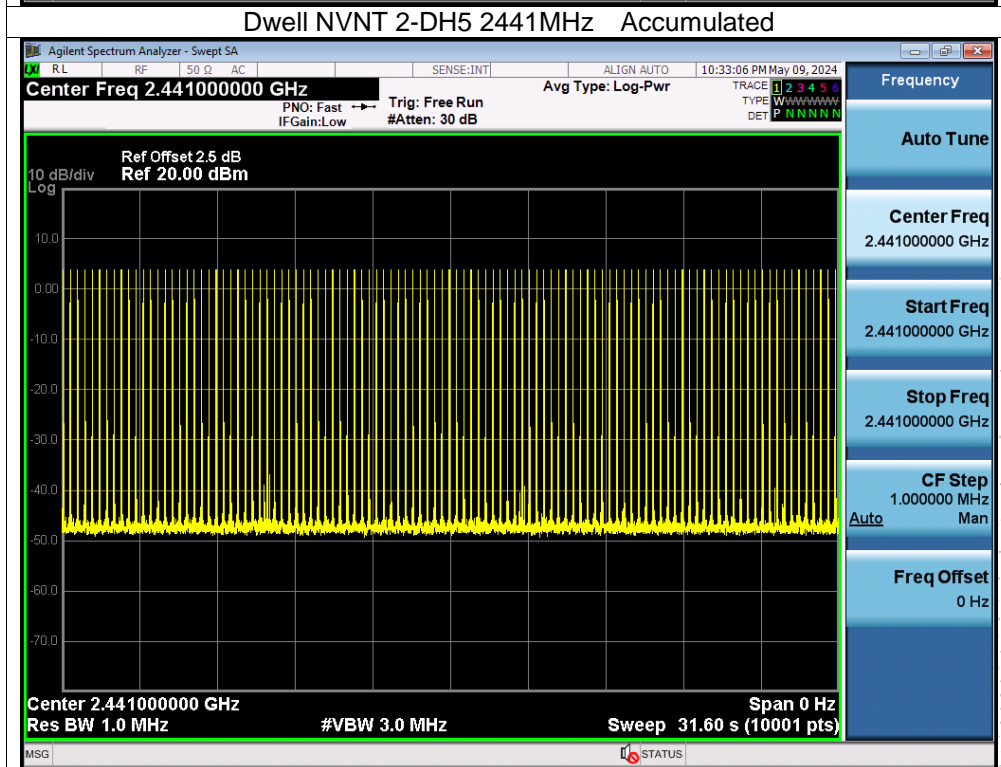 Dwell NVNT 2-DH5 2441MHz Accumulated
Agilent Spectrum Analyzer - Swept SA
LXI RL RF 50 Ω AC SENSE:INT ALIGN AUTO 10:33:06 PM May 09, 2024
Center Freq 2.441000000 GHz Avg Type: Log-Pwr TRACE 1 2 3 4 5 6
PNO: Fast Trig: Free Run TYPE WWWWWWW
IFGain:Low #Atten: 30 dB DET P N N N N N
Ref Offset 2.5 dB
10 dB/div Ref 20.00 dBm
Log
10.0
0.00
-10.0
-20.0
-30.0
-40.0
-50.0
-60.0
-70.0
Center 2.441000000 GHz Span 0 Hz
Res BW 1.0 MHz #VBW 3.0 MHz Sweep 31.60 s (10001 pts)
MSG STATUS
Frequency
Auto Tune
Center Freq
2.441000000 GHz
Start Freq
2.441000000 GHz
Stop Freq
2.441000000 GHz
CF Step
1.000000 MHz
Auto Man
Freq Offset
0 Hz